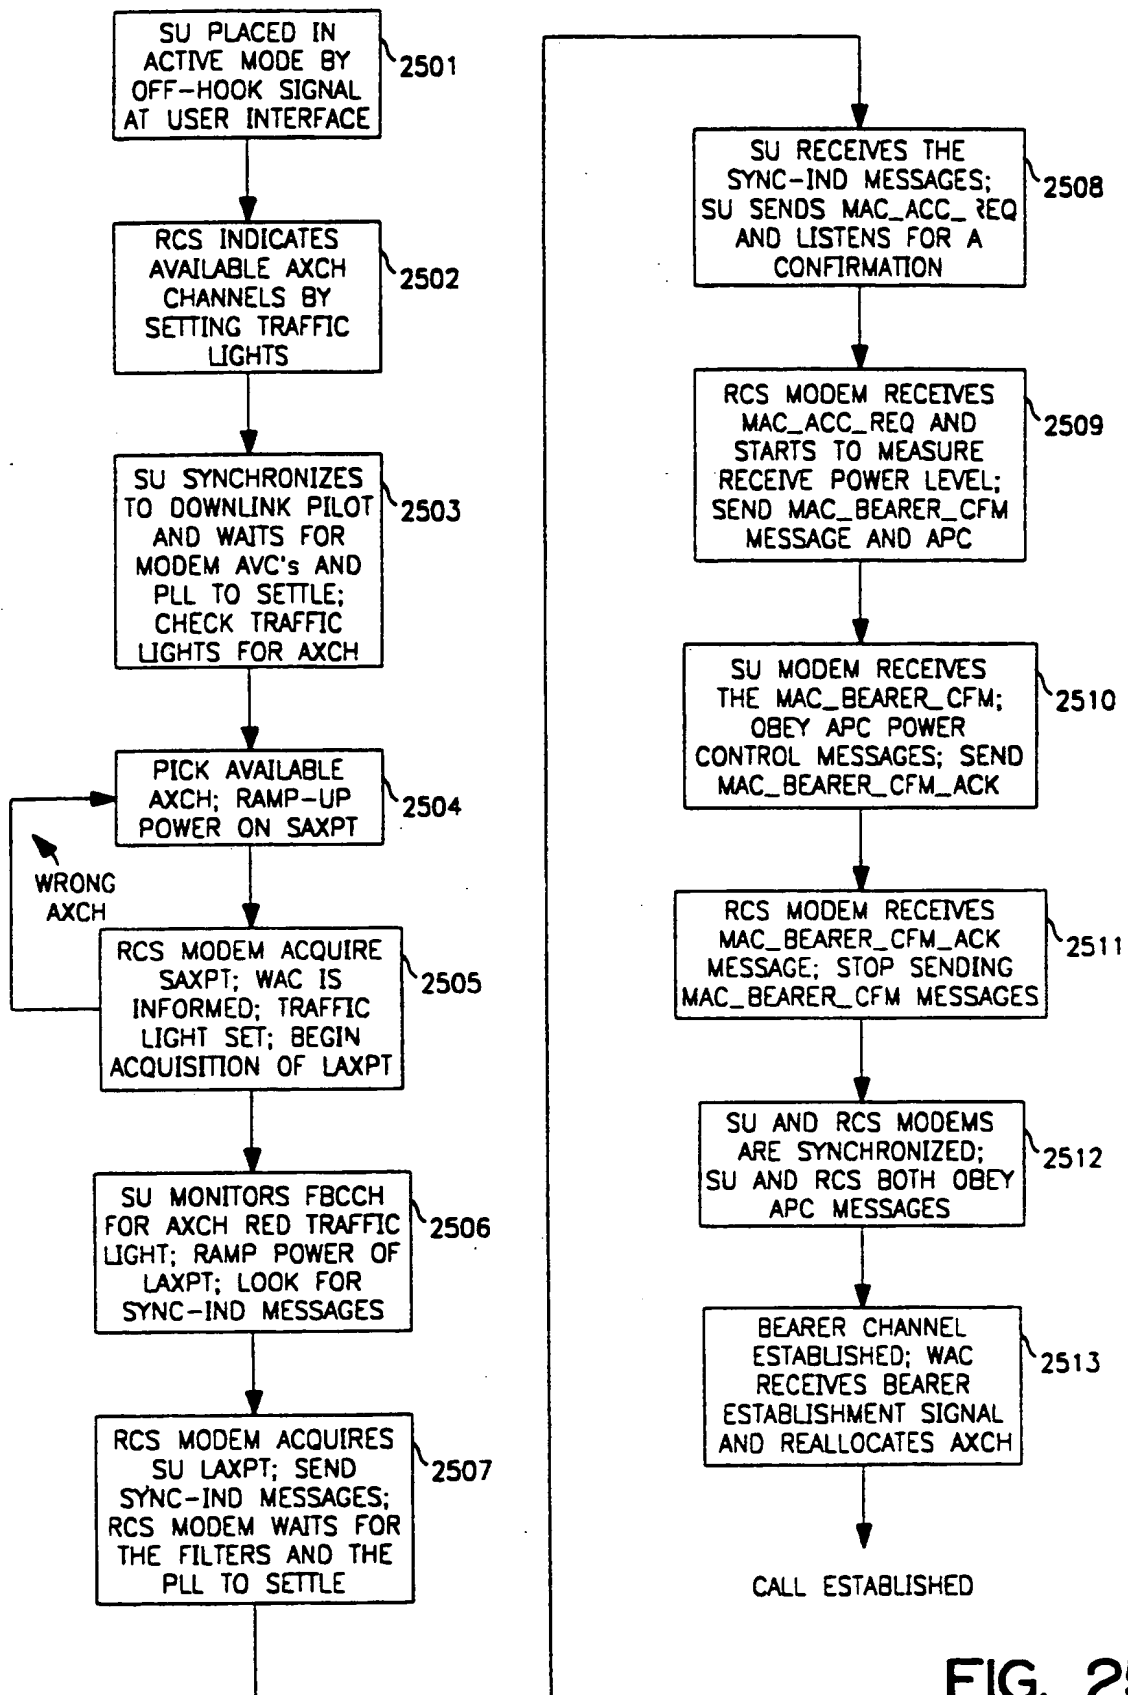 SU PLACED IN
ACTIVE MODE BY
OFF-HOOK SIGNAL
AT USER INTERFACE
2501
RCS INDICATES
AVAILABLE AXCH
CHANNELS BY
SETTING TRAFFIC
LIGHTS
2502
SU SYNCHRONIZES
TO DOWNLINK PILOT
AND WAITS FOR
MODEM AVC's AND
PLL TO SETTLE;
CHECK TRAFFIC
LIGHTS FOR AXCH
2503
PICK AVAILABLE
AXCH; RAMP-UP
POWER ON SAXPT
2504
WRONG
AXCH
RCS MODEM ACQUIRE
SAXPT; WAC IS
INFORMED; TRAFFIC
LIGHT SET; BEGIN
ACQUISITION OF LAXPT
2505
SU MONITORS FBCCH
FOR AXCH RED TRAFFIC
LIGHT; RAMP POWER OF
LAXPT; LOOK FOR
SYNC-IND MESSAGES
2506
RCS MODEM ACQUIRES
SU LAXPT; SEND
SYNC-IND MESSAGES;
RCS MODEM WAITS FOR
THE FILTERS AND THE
PLL TO SETTLE
2507
SU RECEIVES THE
SYNC-IND MESSAGES;
SU SENDS MAC_ACC_REQ
AND LISTENS FOR A
CONFIRMATION
2508
RCS MODEM RECEIVES
MAC_ACC_REQ AND
STARTS TO MEASURE
RECEIVE POWER LEVEL;
SEND MAC_BEARER_CFM
MESSAGE AND APC
2509
SU MODEM RECEIVES
THE MAC_BEARER_CFM;
OBEY APC POWER
CONTROL MESSAGES; SEND
MAC_BEARER_CFM_ACK
2510
RCS MODEM RECEIVES
MAC_BEARER_CFM_ACK
MESSAGE; STOP SENDING
MAC_BEARER_CFM MESSAGES
2511
SU AND RCS MODEMS
ARE SYNCHRONIZED;
SU AND RCS BOTH OBEY
APC MESSAGES
2512
BEARER CHANNEL
ESTABLISHED; WAC
RECEIVES BEARER
ESTABLISHMENT SIGNAL
AND REALLOCATES AXCH
2513
CALL ESTABLISHED
FIG. 25